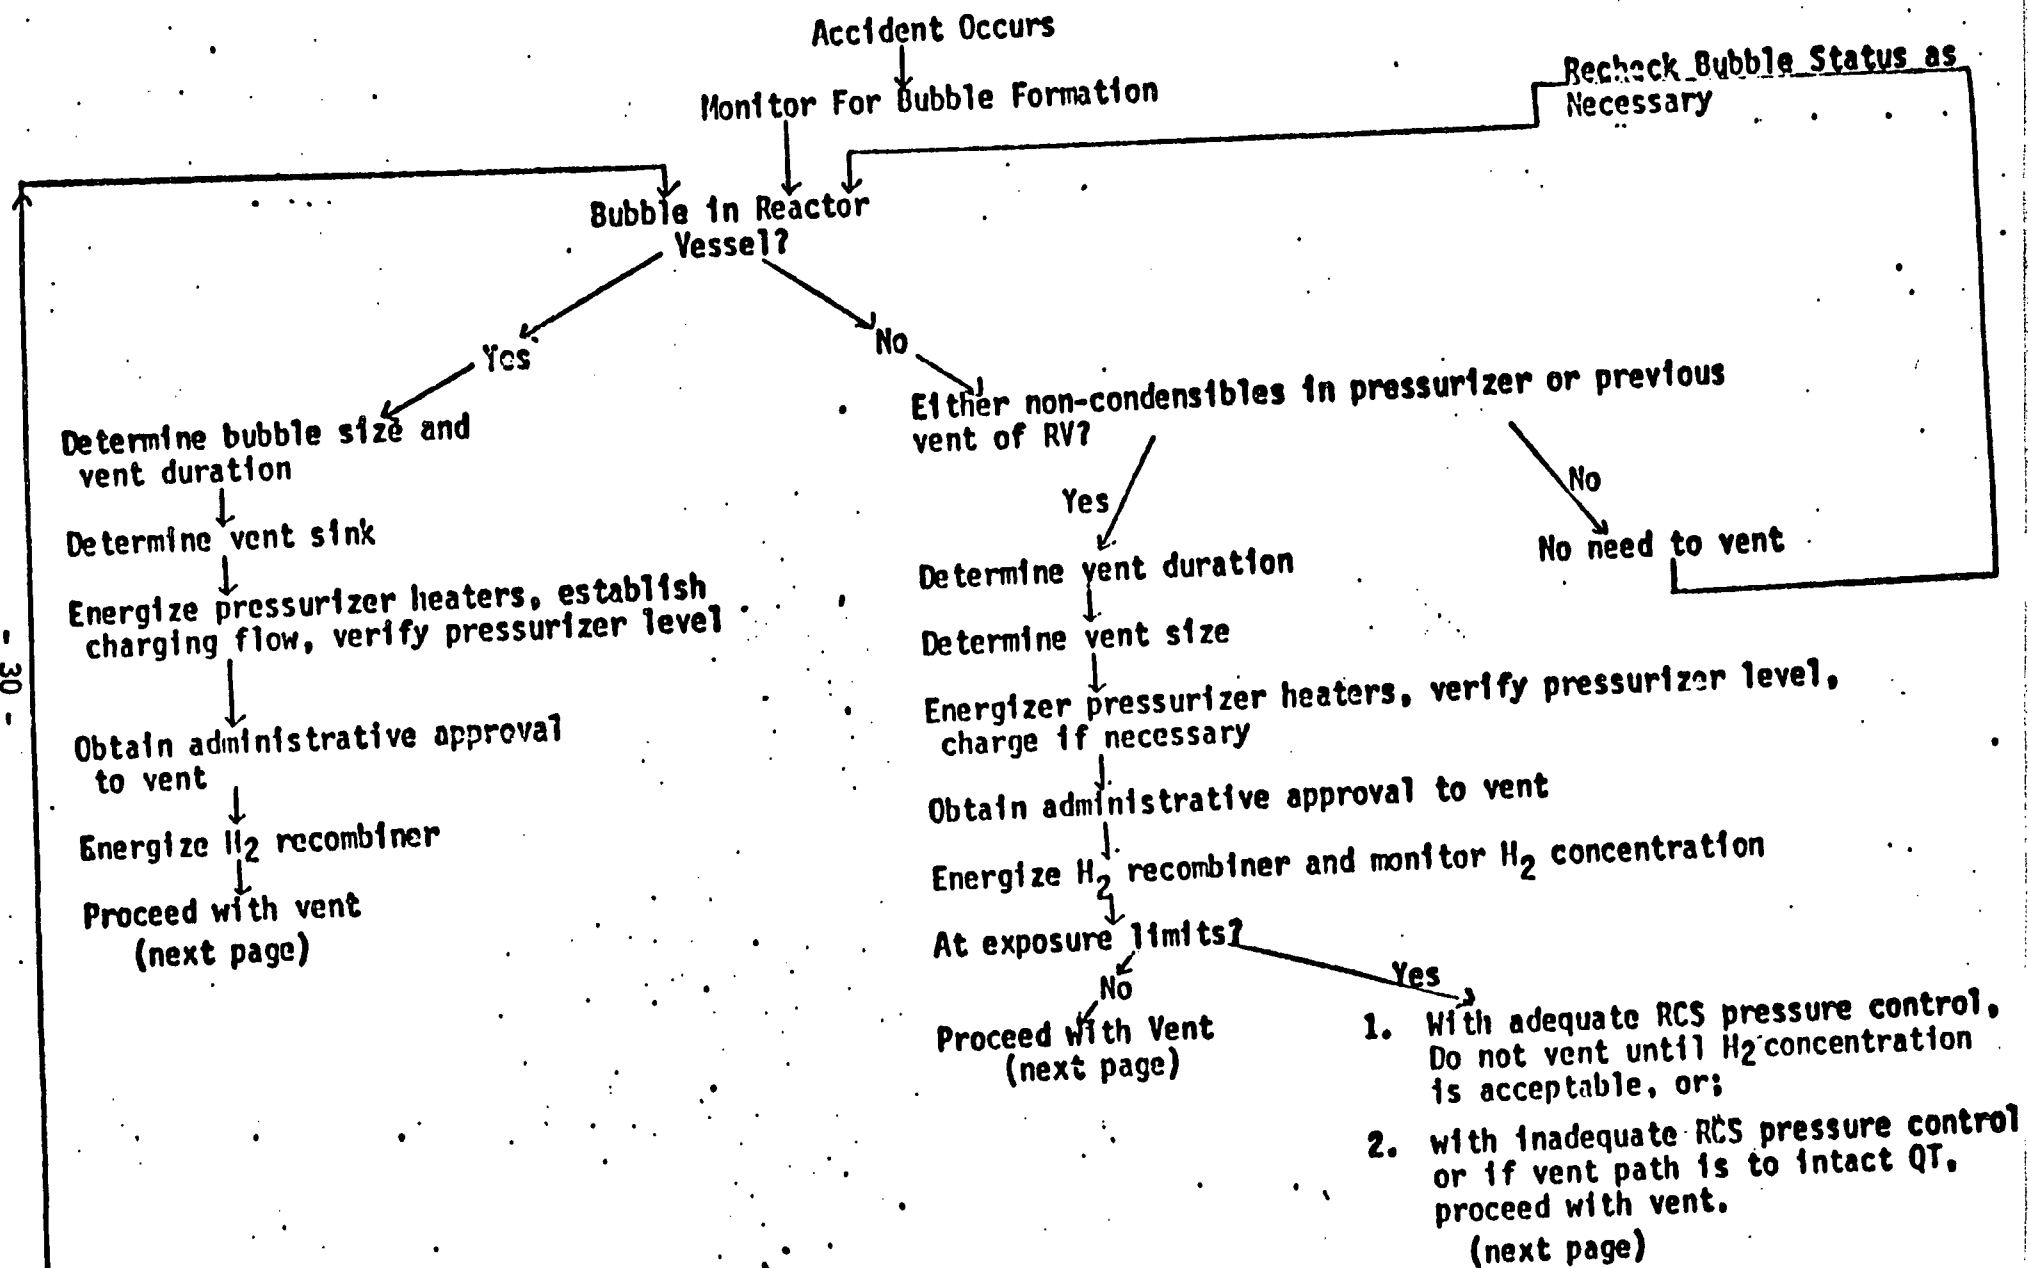 Accident Occurs
Recheck Bubble Status as
Necessary
Monitor For Bubble Formation
Bubble in Reactor
Vessel?
Yes
No
Determine bubble size and
vent duration
Determine vent sink
Energize pressurizer heaters, establish
charging flow, verify pressurizer level
Obtain administrative approval
to vent
Energize H2 recombiner
Proceed with vent
(next page)
Either non-condensibles in pressurizer or previous
vent of RV?
Yes
No
No need to vent
Determine vent duration
Determine vent size
Energizer pressurizer heaters, verify pressurizer level,
charge if necessary
Obtain administrative approval to vent
Energize H2 recombiner and monitor H2 concentration
At exposure limits?
No
Yes
Proceed with Vent
(next page)
1. With adequate RCS pressure control,
Do not vent until H2 concentration
is acceptable, or;
2. with inadequate RCS pressure control
or if vent path is to intact QT,
proceed with vent.
(next page)
- 30 -